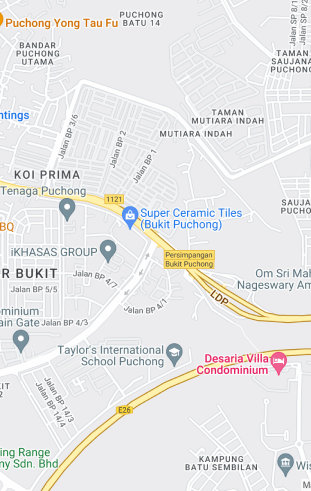 PUCHONG
BATU 14
Puchong Yong Tau Fu
Jalan SP 8/1
Jalan SP 8/2
BANDAR
PUCHONG
UTAMA
TAMAN
SAUJANA
PUCHONG
ntings
Jalan BP 3/6
Jalan BP 2
Jalan BP 1
TAMAN
MUTIARA INDAH
MUTIARA INDAH
KOI PRIMA
Tenaga Puchong
1121
SAUJ
PUCHON
BQ
Super Ceramic Tiles
(Bukit Puchong)
iKHASAS GROUP
Persimpangan
Bukit Puchong
R BUKIT
Jalan BP 4/7
Om Sri Mah
Nageswary Am
Jalan BP 5/5
LDP
ominium
ain Gate
Jalan BP 4/3
Jalan BP 4/1
Taylor's International
School Puchong
Desaria Villa
Condominium
IT
2
Jalan BP 14/3
Jalan BP 14/4
E26
ing Range
ny Sdn. Bhd
KAMPUNG
BATU SEMBILAN
Wis